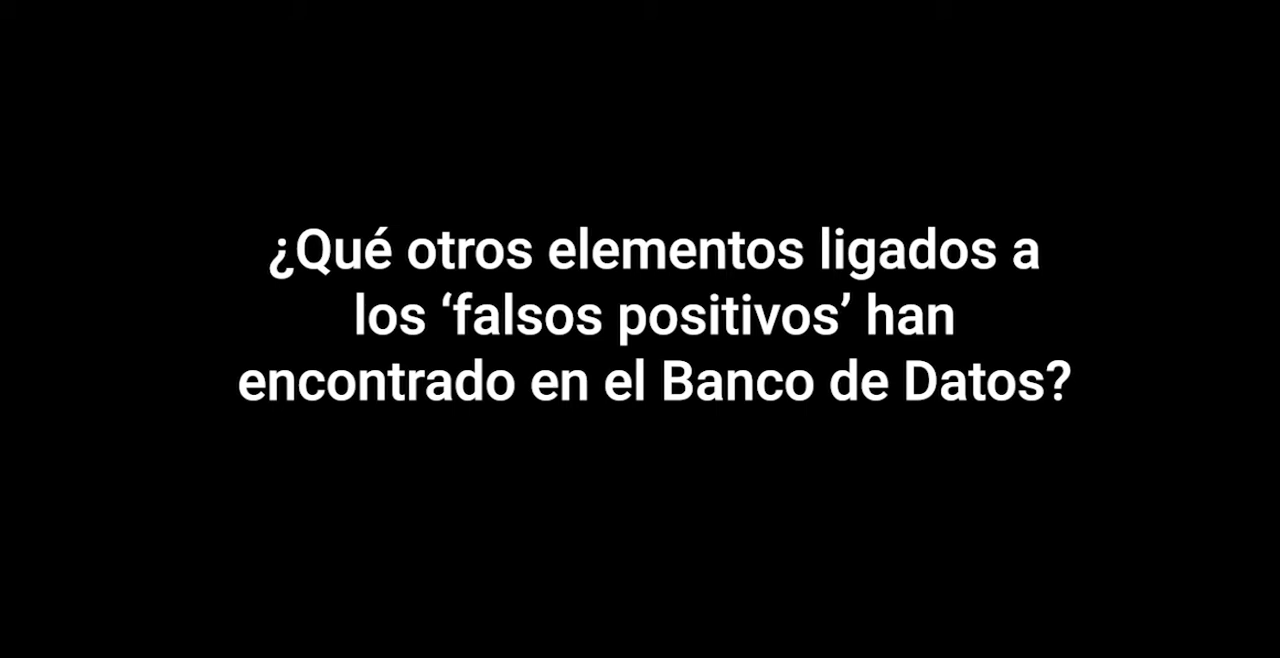 ¿Qué otros elementos ligados a
los ‘falsos positivos’ han
encontrado en el Banco de Datos?